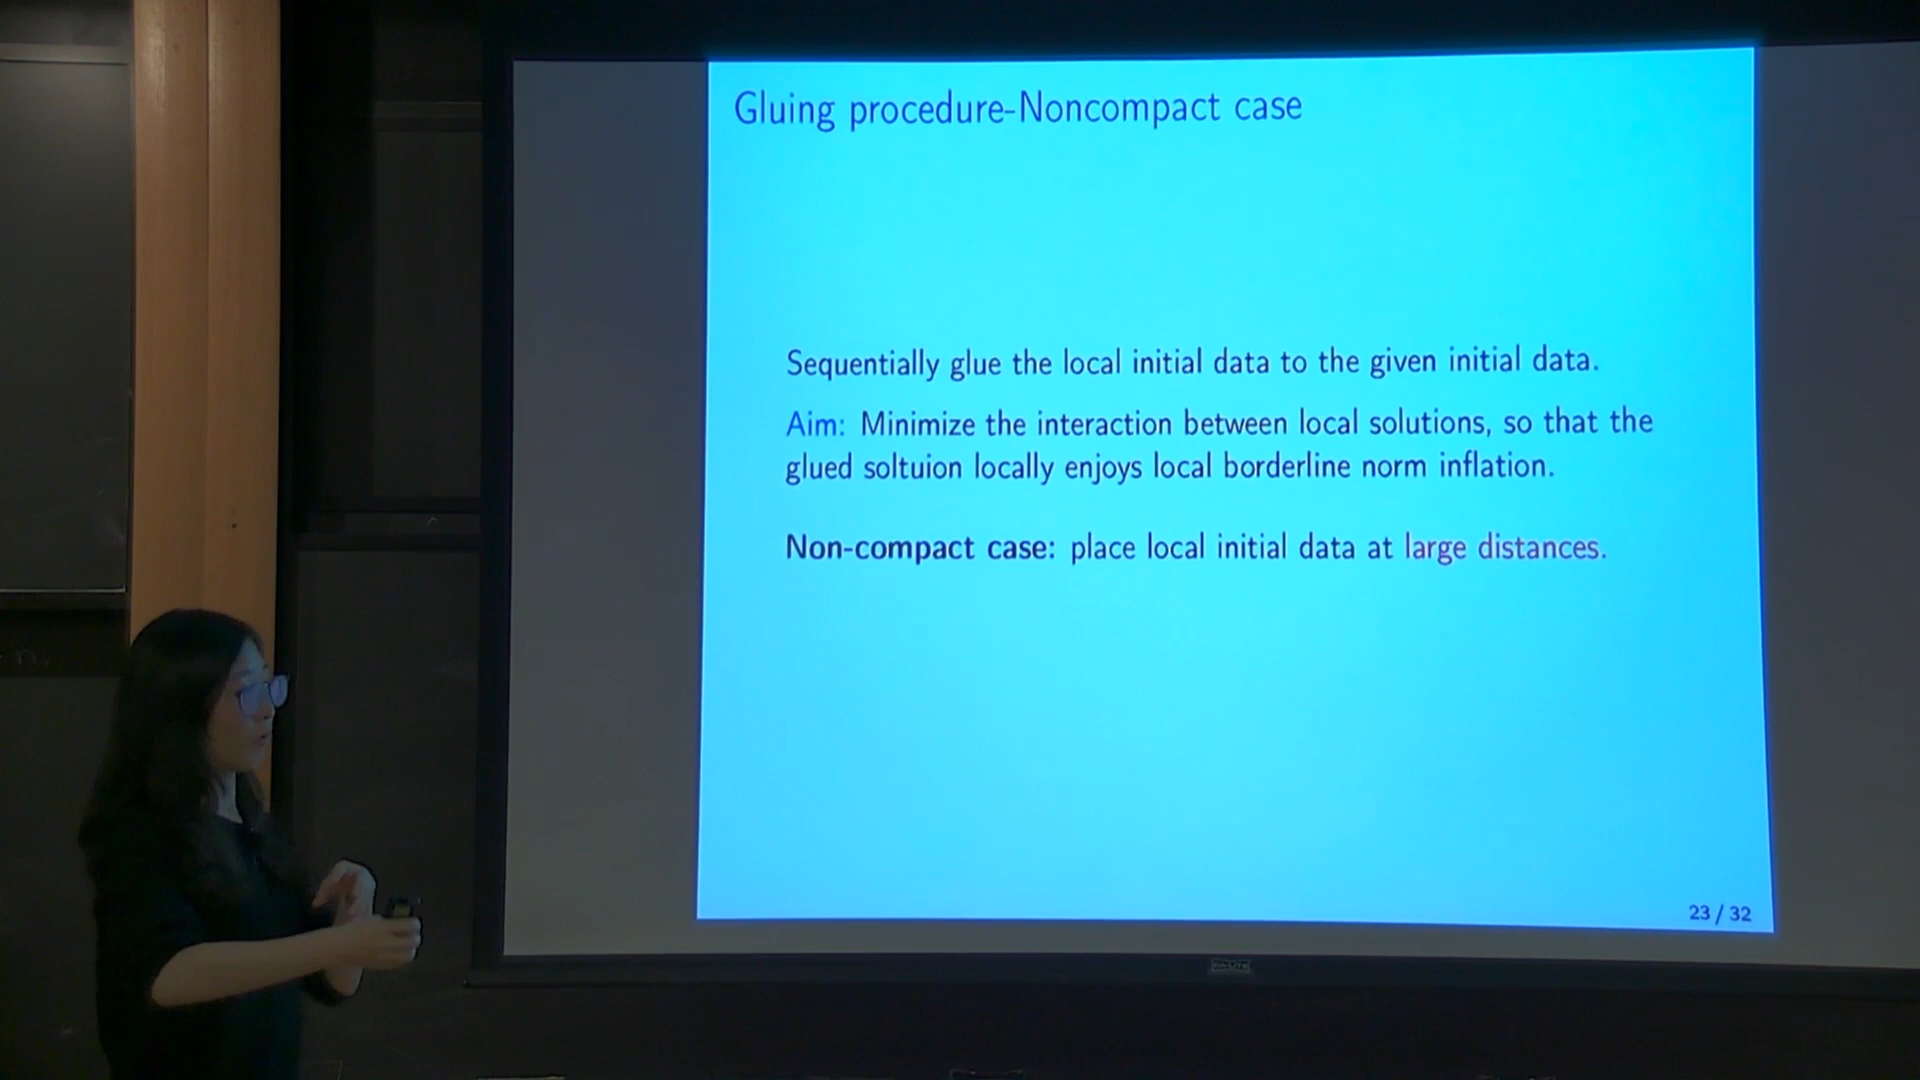 Gluing procedure-Noncompact case
Sequentially glue the local initial data to the given initial data.
Aim: Minimize the interaction between local solutions, so that the
glued soltuion locally enjoys local borderline norm inflation.
Non-compact case: place local initial data at large distances.
23 / 32